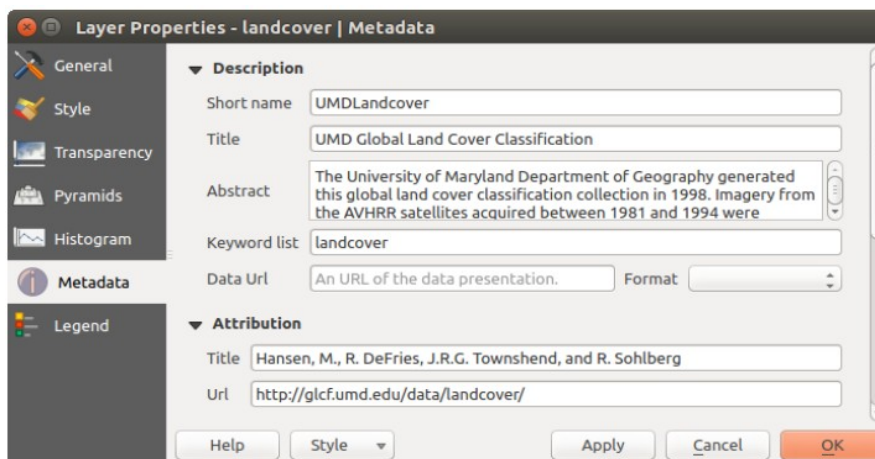 Layer Properties - landcover | Metadata
General
Style
Transparency
Pyramids
Histogram
Metadata
Legend
Description
Short name UMDLandcover
Title UMD Global Land Cover Classification
Abstract The University of Maryland Department of Geography generated
this global land cover classification collection in 1998. Imagery from
the AVHRR satellites acquired between 1981 and 1994 were
Keyword list landcover
Data Url An URL of the data presentation. Format
Attribution
Title Hansen, M., R. DeFries, J.R.G. Townshend, and R. Sohlberg
Url http://glcf.umd.edu/data/landcover/
Help Style Apply Cancel OK